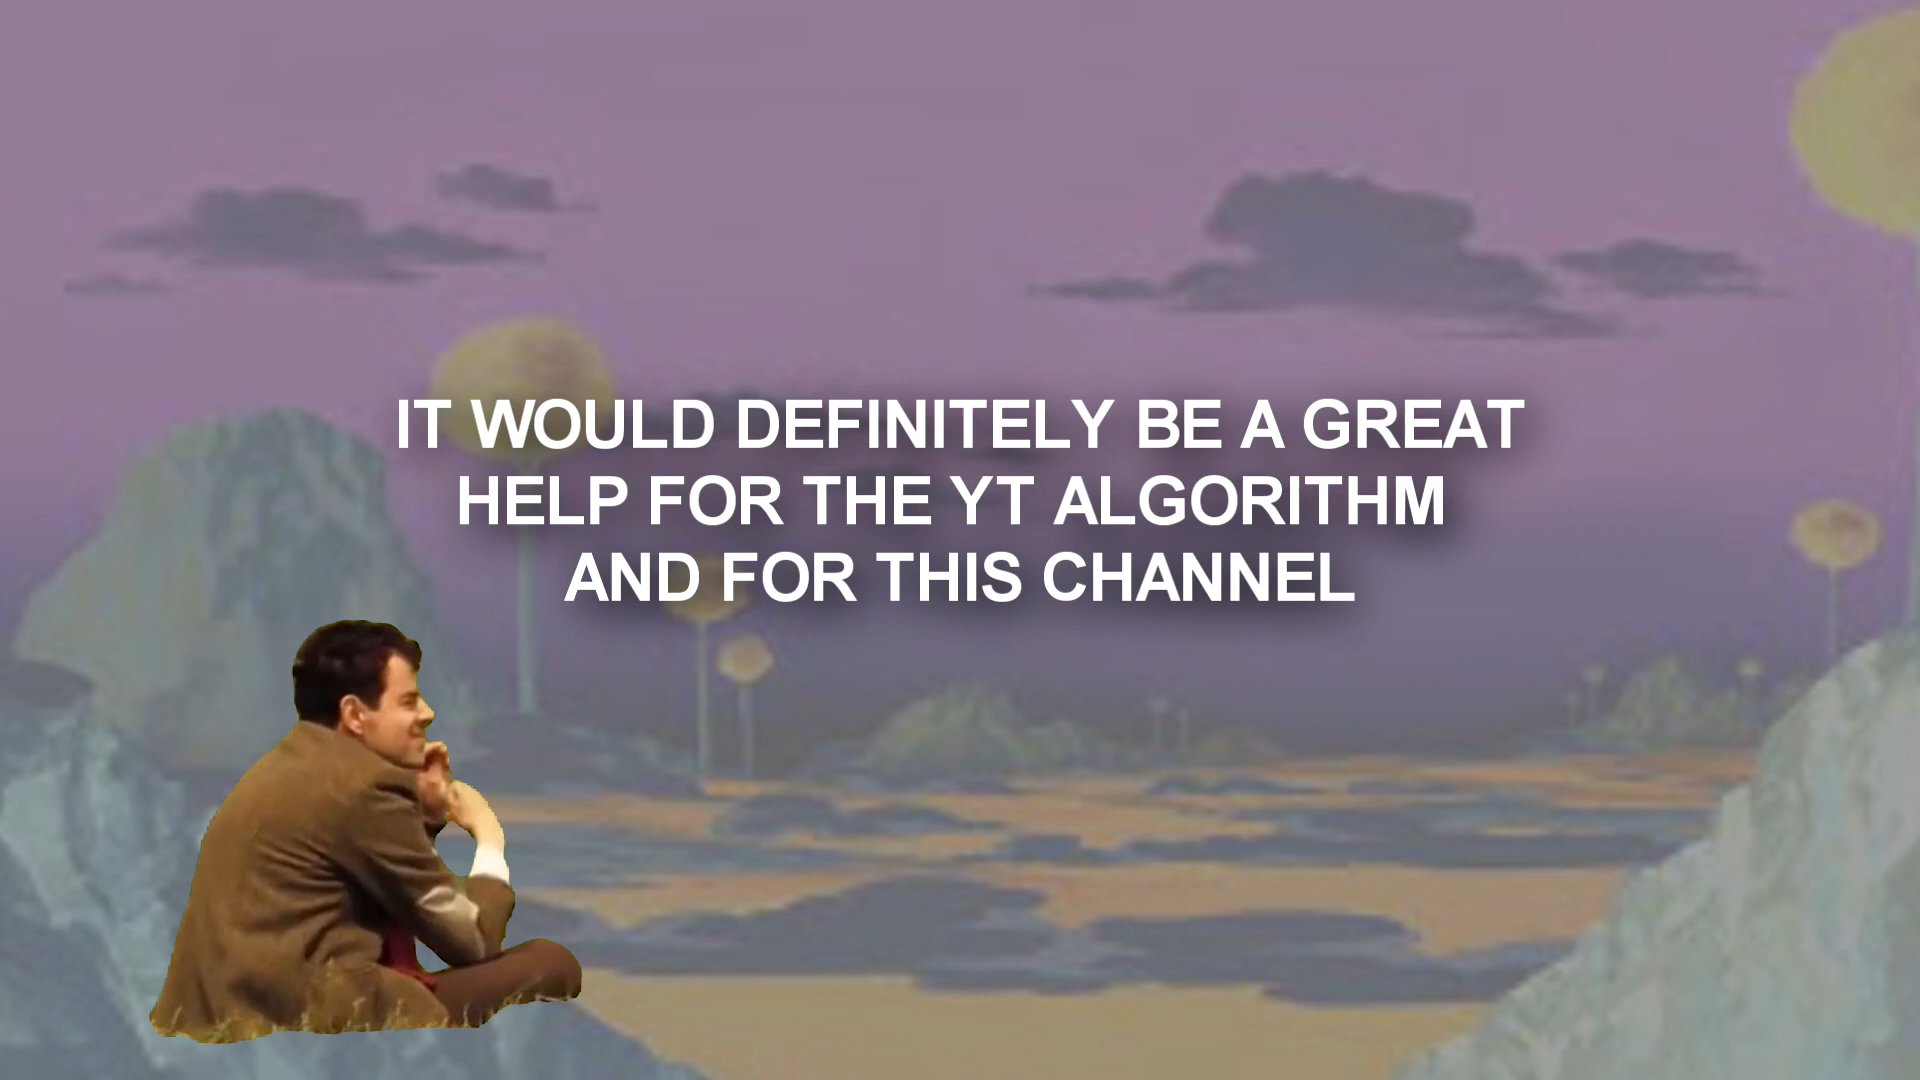 IT WOULD DEFINITELY BE A GREAT
HELP FOR THE YT ALGORITHM
AND FOR THIS CHANNEL